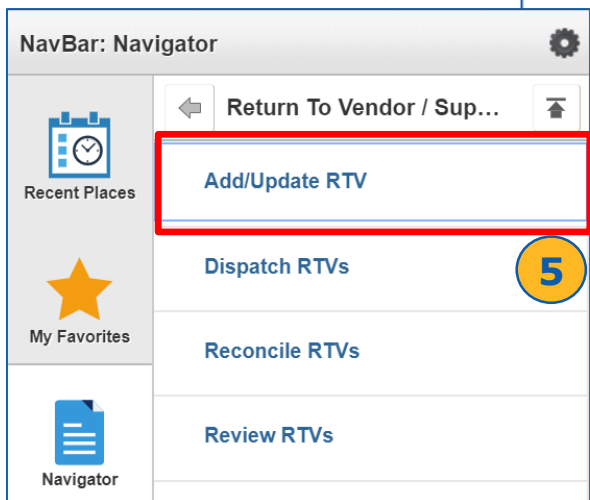 NavBar: Navigator
Return To Vendor / Sup...
Recent Places
Add/Update RTV
Dispatch RTVs
5
My Favorites
Reconcile RTVs
Review RTVs
Navigator